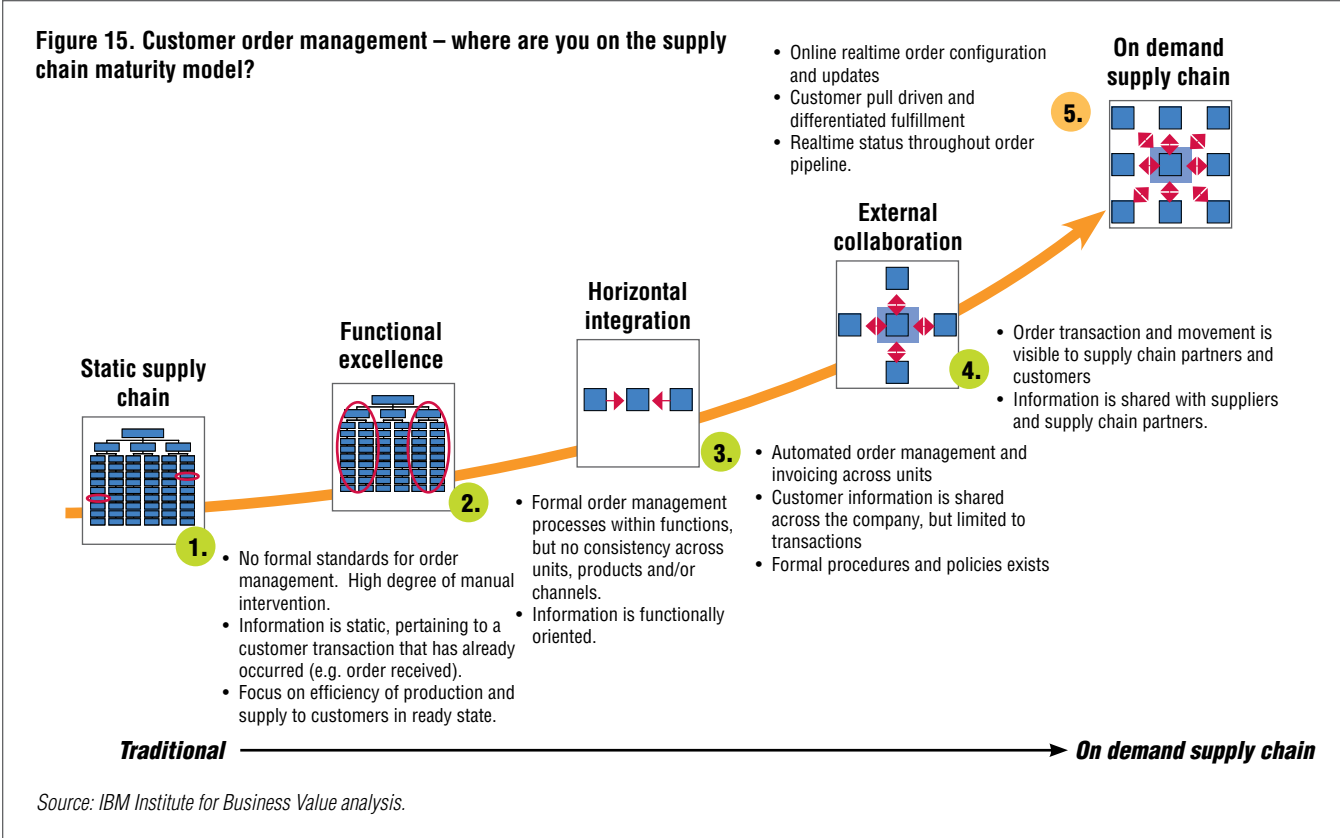 Figure 15. Customer order management – where are you on the supply
chain maturity model?
Static supply
chain
1.
• No formal standards for order
management.  High degree of manual
intervention.
• Information is static, pertaining to a
customer transaction that has already
occurred (e.g. order received).
• Focus on efficiency of production and
supply to customers in ready state.
Functional
excellence
2.
• Formal order management
processes within functions,
but no consistency across
units, products and/or
channels.
• Information is functionally
oriented.
Horizontal
integration
3.
• Automated order management and
invoicing across units
• Customer information is shared
across the company, but limited to
transactions
• Formal procedures and policies exists
External
collaboration
4.
• Order transaction and movement is
visible to supply chain partners and
customers
• Information is shared with suppliers
and supply chain partners.
On demand
supply chain
5.
• Online realtime order configuration
and updates
• Customer pull driven and
differentiated fulfillment
• Realtime status throughout order
pipeline.
Traditional
On demand supply chain
Source: IBM Institute for Business Value analysis.